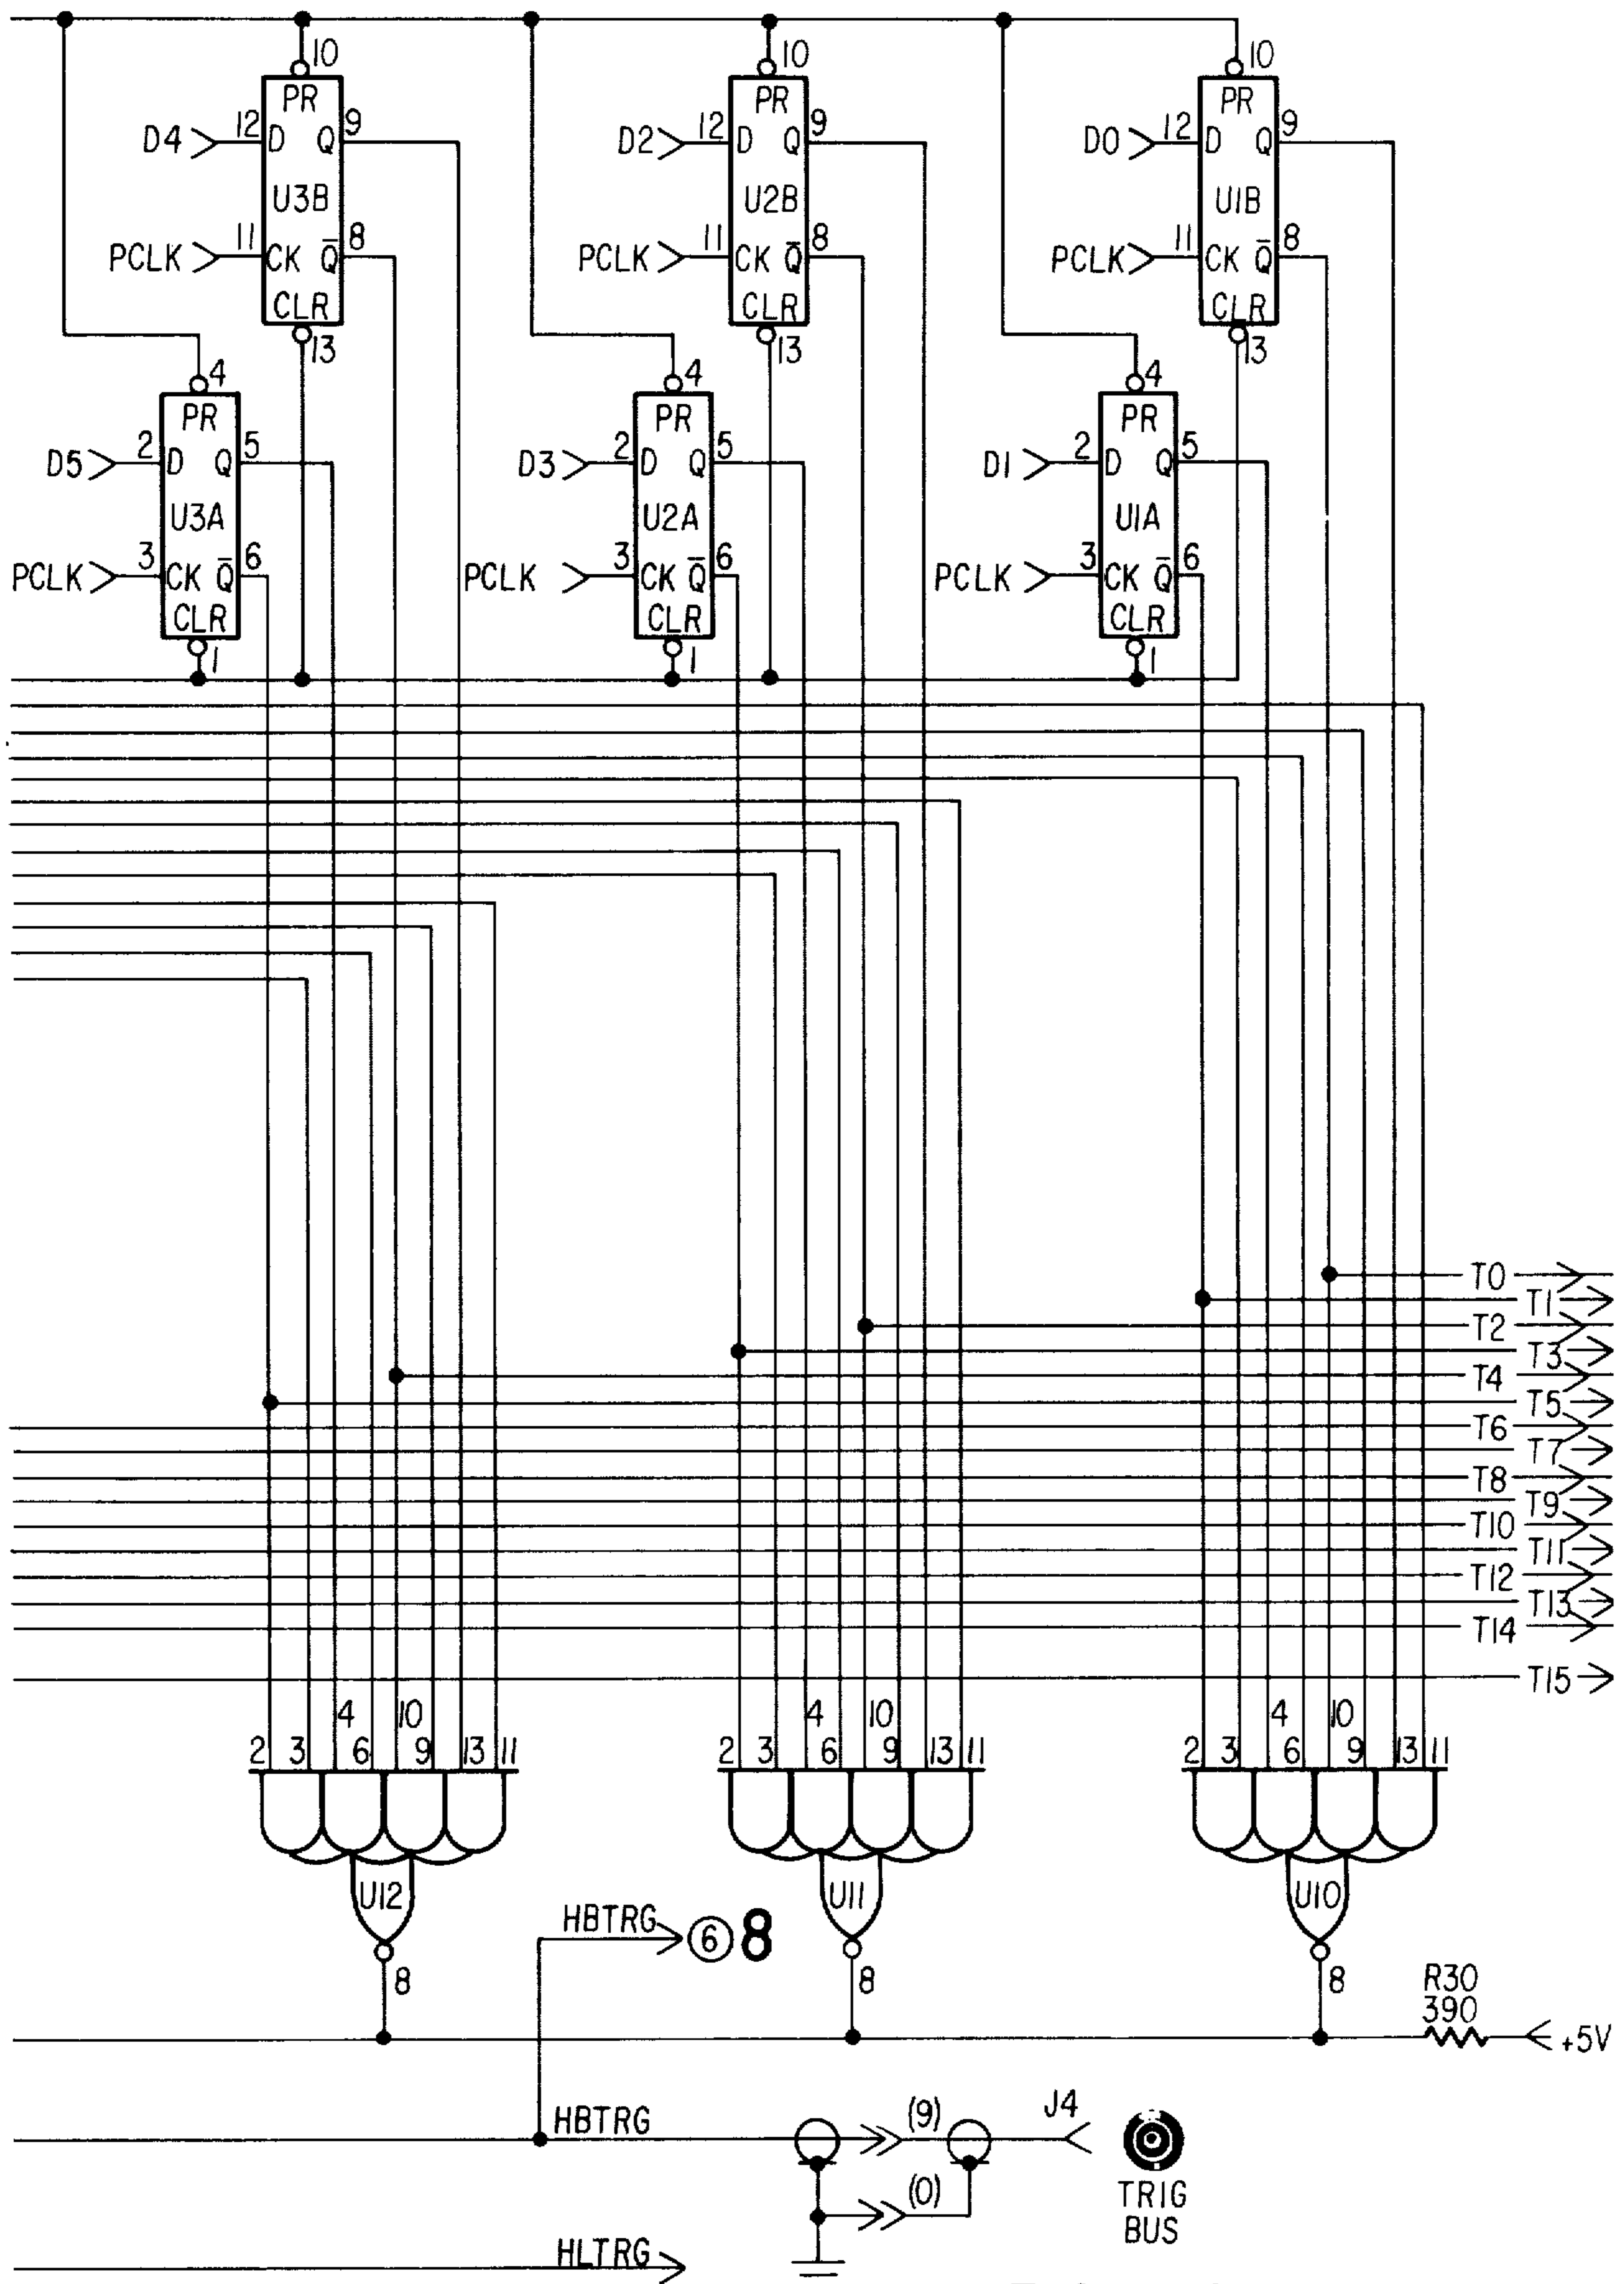 10 10 10
PR PR PR
D4 12 D Q 9 D2 12 D Q 9 D0 12 D Q 9
U3B U2B U1B
PCLK 11 CK Q̅ 8 PCLK 11 CK Q̅ 8 PCLK 11 CK Q̅ 8
CLR CLR CLR
13 13 13
4 4 4
PR PR PR
D5 2 D Q 5 D3 2 D Q 5 D1 2 D Q 5
U3A U2A U1A
PCLK 3 CK Q̅ 6 PCLK 3 CK Q̅ 6 PCLK 3 CK Q̅ 6
CLR CLR CLR
1 1 1
T0
T1
T2
T3
T4
T5
T6
T7
T8
T9
T10
T11
T12
T13
T14
T15
4 10 4 10 4 10
2 3 6 9 13 11 2 3 6 9 13 11 2 3 6 9 13 11
U12 U11 U10
HBTRG 6 8
8 8 8
R30
390
+5V
HBTRG (9) J4
(0)
TRIG
BUS
HLTRG